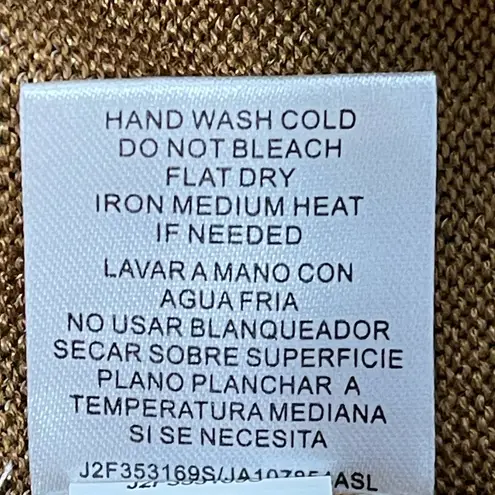 HAND WASH COLD
DO NOT BLEACH
FLAT DRY
IRON MEDIUM HEAT
IF NEEDED
LAVAR A MANO CON
AGUA FRIA
NO USAR BLANQUEADOR
SECAR SOBRE SUPERFICIE
PLANO PLANCHAR A
TEMPERATURA MEDIANA
SI SE NECESITA